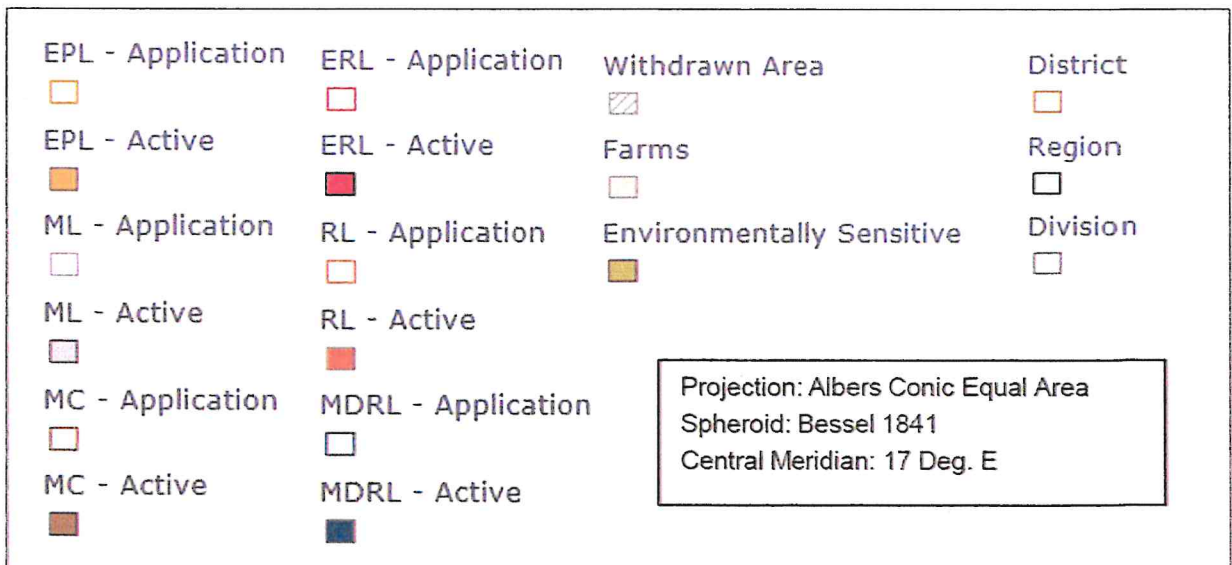 EPL - Application
EPL - Active
ML - Application
ML - Active
MC - Application
MC - Active
ERL - Application
ERL - Active
RL - Application
RL - Active
MDRL - Application
MDRL - Active
Withdrawn Area
Farms
Environmentally Sensitive
District
Region
Division
Projection: Albers Conic Equal Area
Spheroid: Bessel 1841
Central Meridian: 17 Deg. E